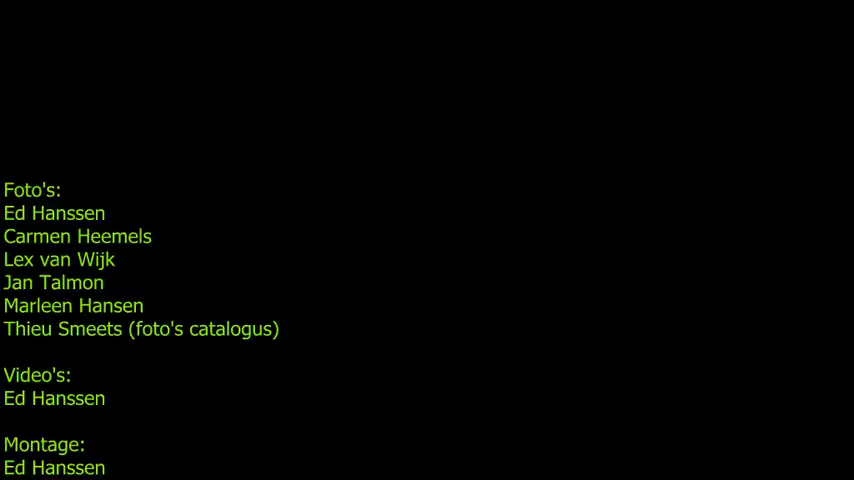 Foto's:
Ed Hanssen
Carmen Heemels
Lex van Wijk
Jan Talmon
Marleen Hansen
Thieu Smeets (foto's catalogus)
Video's:
Ed Hanssen
Montage:
Ed Hanssen